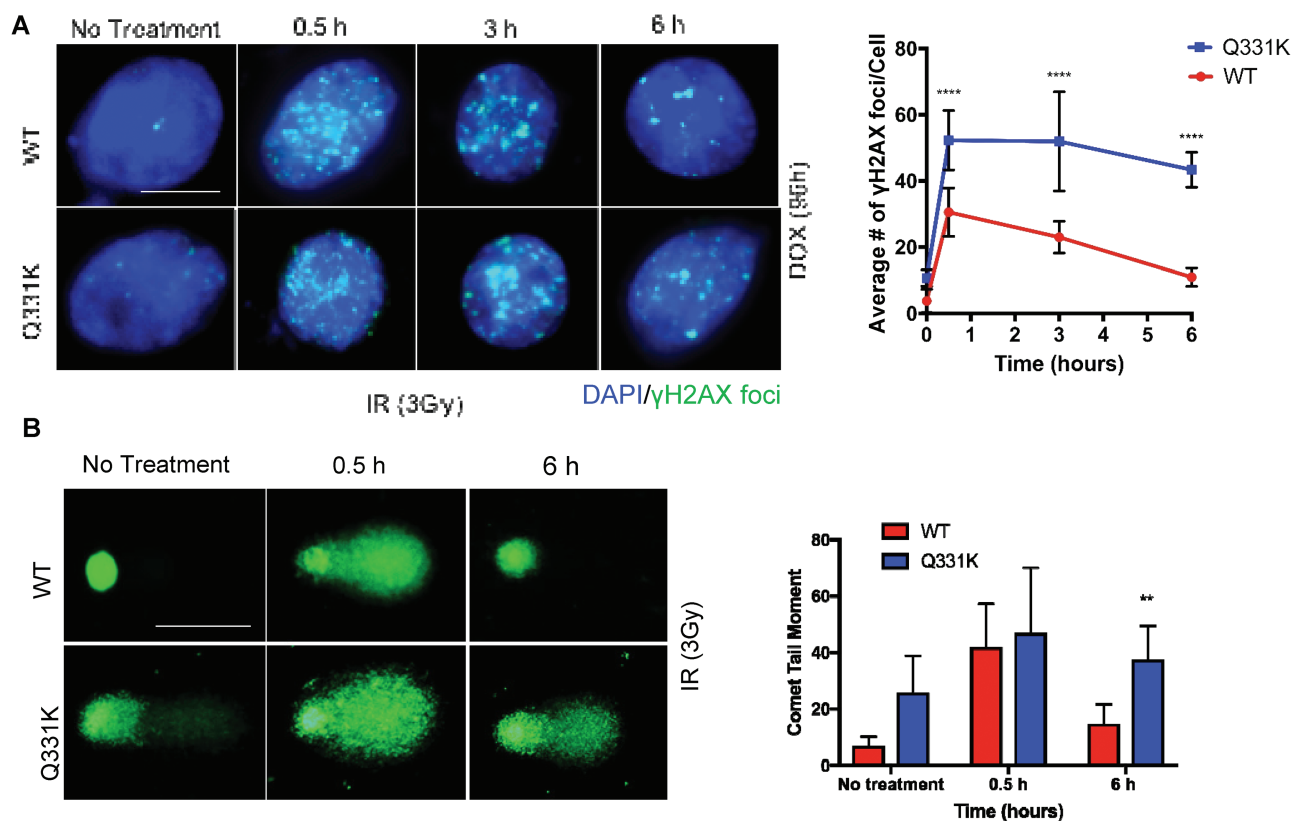 A
No Treatment 0.5 h 3 h 6 h
WT
Q331K
DOX (96h)
IR (3Gy)
DAPI/γH2AX foci
Q331K
WT
80
60
40
20
0
**** **** ****
Average # of γH2AX foci/Cell
0 1 2 3 4 5 6
Time (hours)
B
No Treatment 0.5 h 6 h
WT
Q331K
IR (3Gy)
WT
Q331K
80
60
40
20
0
**
Comet Tail Moment
No treatment 0.5 h 6 h
Time (hours)